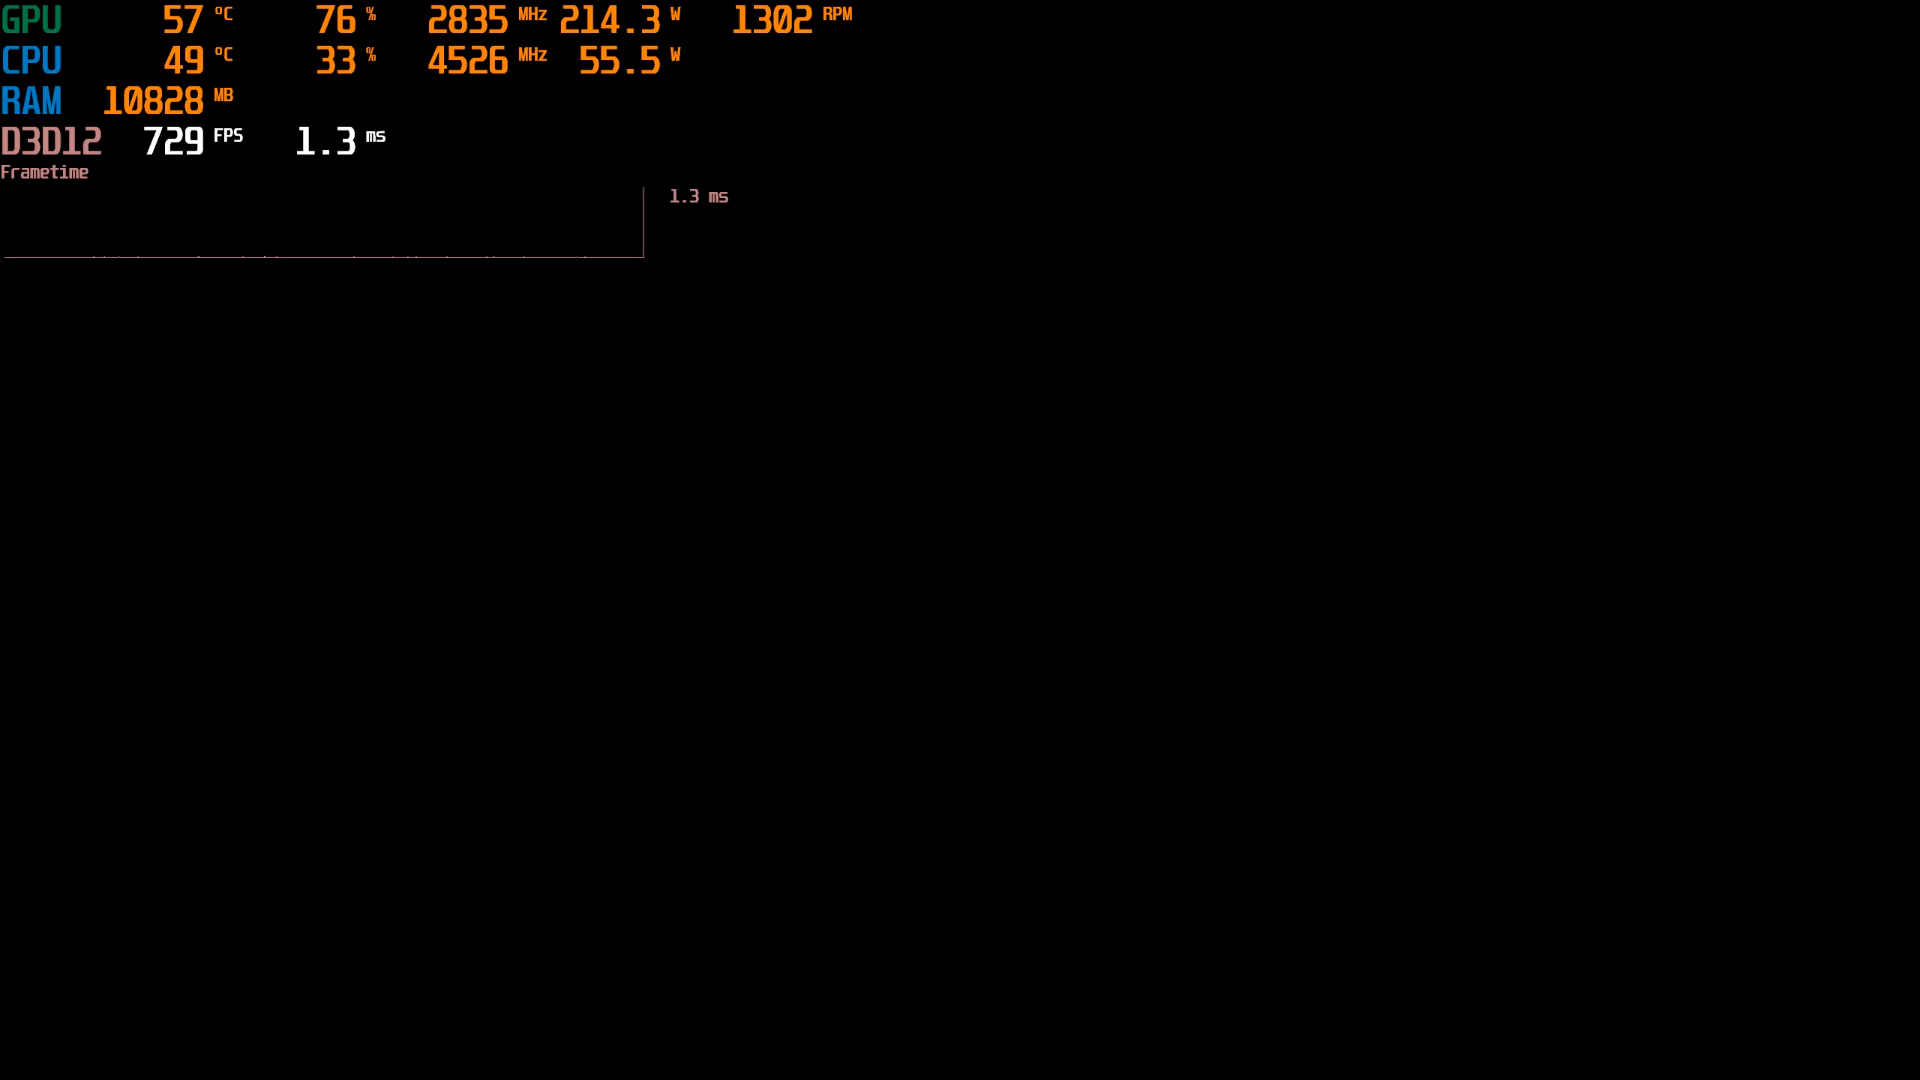 GPU 57 °C 76 % 2835 MHz 214.3 W 1302 RPM
CPU 49 °C 33 % 4526 MHz 55.5 W
RAM 10828 MB
D3D12 729 FPS 1.3 ms
Frametime
1.3 ms